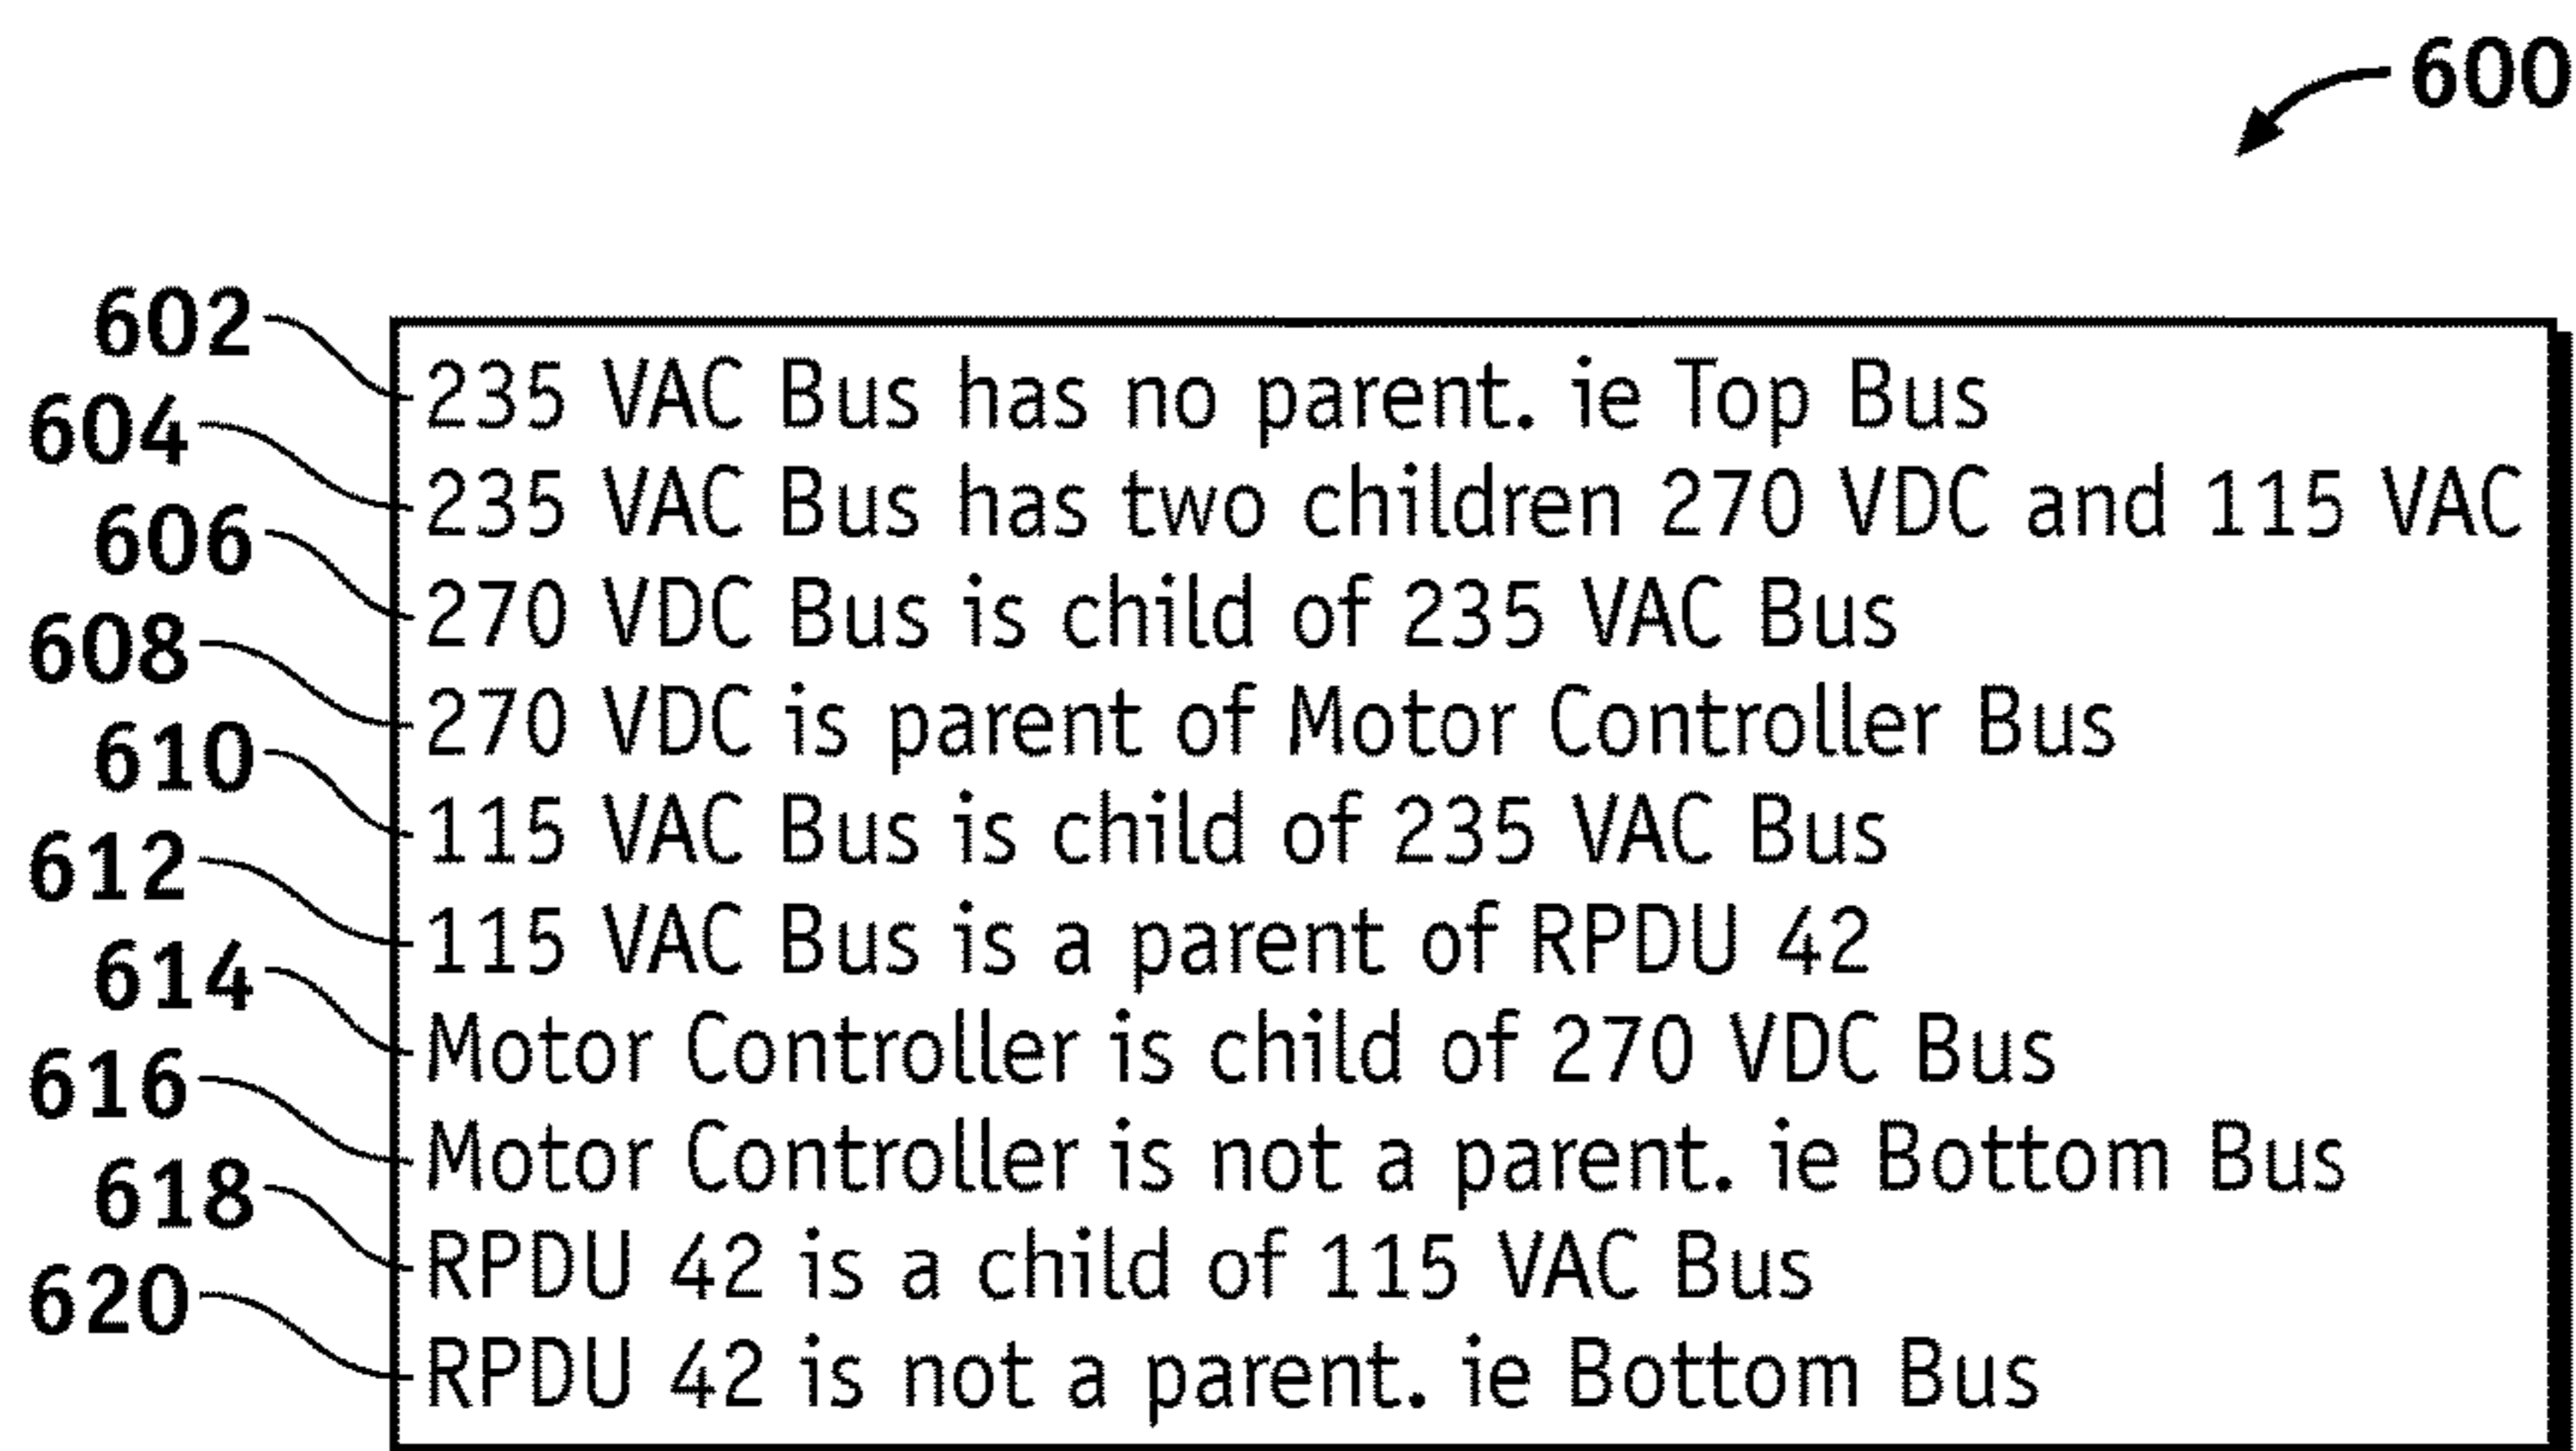 600
602 235 VAC Bus has no parent. ie Top Bus
604 235 VAC Bus has two children 270 VDC and 115 VAC
606 270 VDC Bus is child of 235 VAC Bus
608 270 VDC is parent of Motor Controller Bus
610 115 VAC Bus is child of 235 VAC Bus
612 115 VAC Bus is a parent of RPDU 42
614 Motor Controller is child of 270 VDC Bus
616 Motor Controller is not a parent. ie Bottom Bus
618 RPDU 42 is a child of 115 VAC Bus
620 RPDU 42 is not a parent. ie Bottom Bus